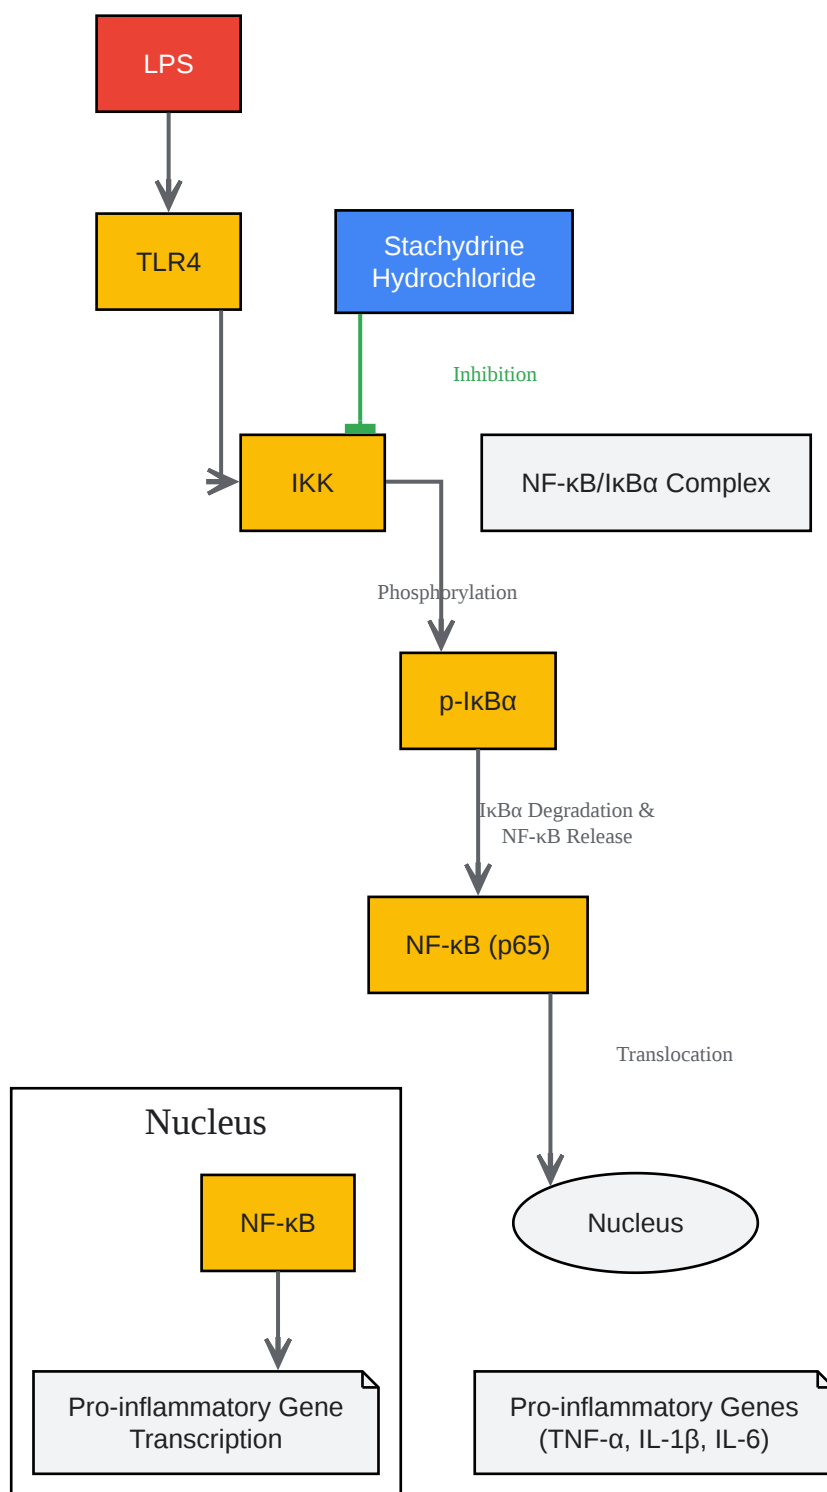 LPS
TLR4
Stachydrine
Hydrochloride
Inhibition
IKK
NF-κB/IκBα Complex
Phosphorylation
p-IκBα
IκBα Degradation &
NF-κB Release
NF-κB (p65)
Translocation
Nucleus
NF-κB
Nucleus
Pro-inflammatory Gene
Transcription
Pro-inflammatory Genes
(TNF-α, IL-1β, IL-6)